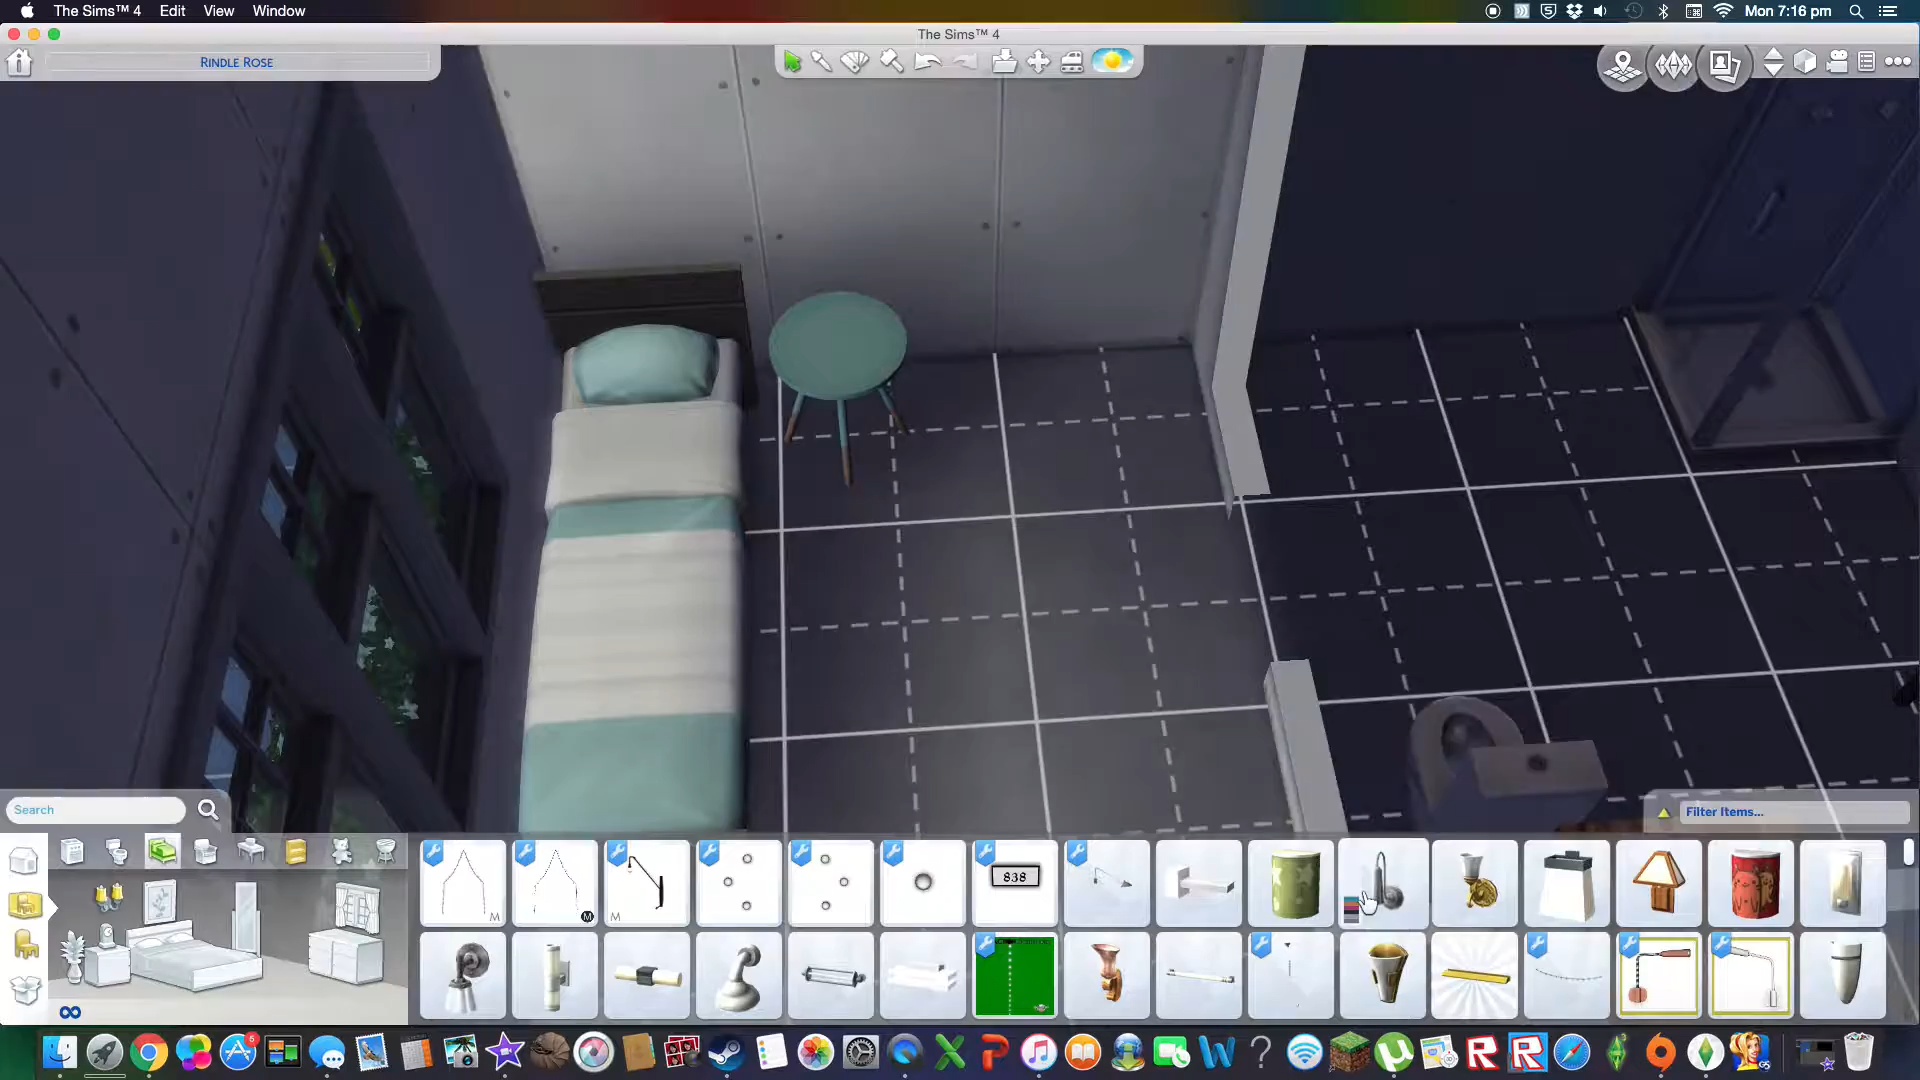 The Sims™ 4 Edit View Window
Mon 7:16 pm
The Sims™ 4
RINDLE ROSE
Search
Filter Items...
M
M
M
838